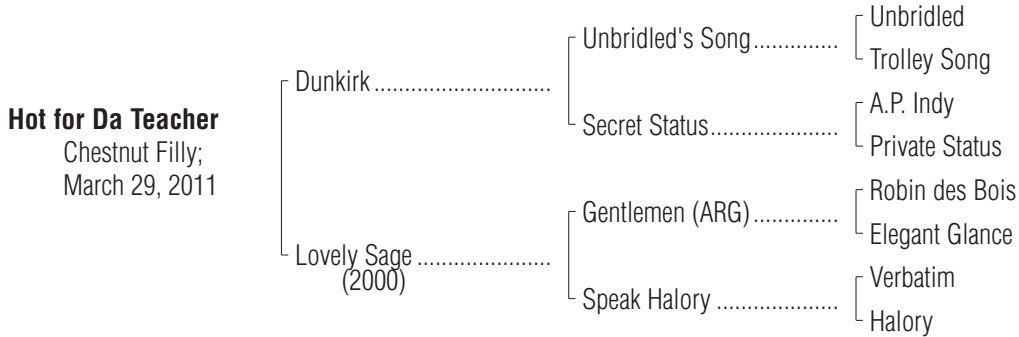 Hot for Da Teacher
Chestnut Filly;
March 29, 2011
Dunkirk.............................
Lovely Sage ......................
(2000)
Unbridled's Song..............
Secret Status.....................
Gentlemen (ARG)..............
Speak Halory ....................
Unbridled
Trolley Song
A.P. Indy
Private Status
Robin des Bois
Elegant Glance
Verbatim
Halory